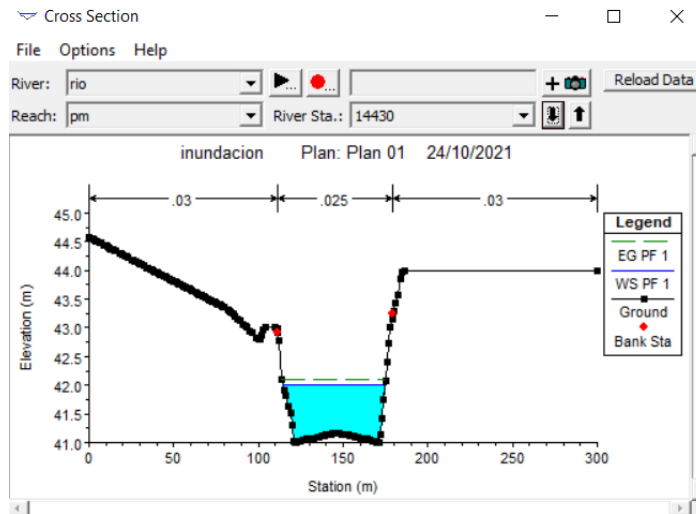 Cross Section
File Options Help
River: rio ... ... + Reload Data
Reach: pm River Sta.: 14430
inundacion Plan: Plan 01 24/10/2021
.03 .025 .03
45.0
44.5
44.0
43.5
43.0
42.5
42.0
41.5
41.0
Elevation (m)
0 50 100 150 200 250 300
Station (m)
Legend
EG PF 1
WS PF 1
Ground
Bank Sta